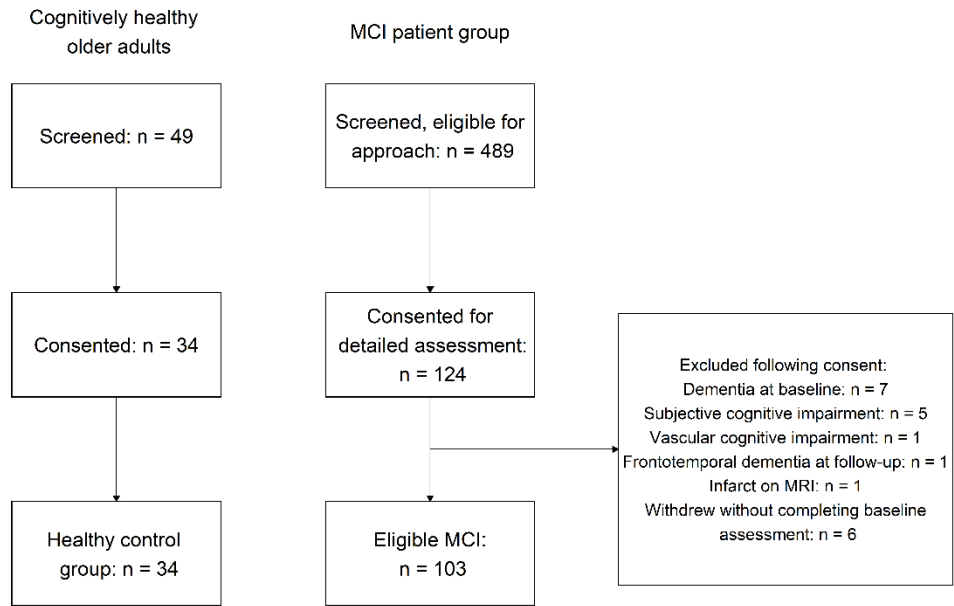 Cognitively healthy
older adults
MCI patient group
Screened: n = 49
Screened, eligible for
approach: n = 489
Consented: n = 34
Consented for
detailed assessment:
n = 124
Excluded following consent:
Dementia at baseline: n = 7
Subjective cognitive impairment: n = 5
Vascular cognitive impairment: n = 1
Frontotemporal dementia at follow-up: n = 1
Infarct on MRI: n = 1
Withdrew without completing baseline
assessment: n = 6
Healthy control
group: n = 34
Eligible MCI:
n = 103